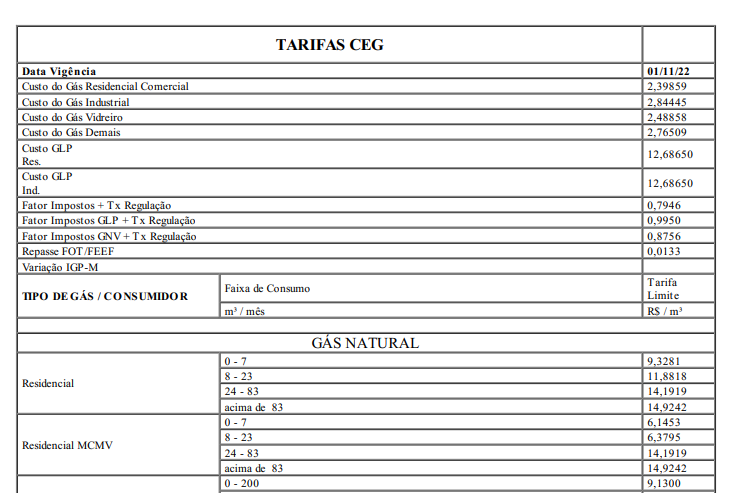 TARIFAS CEG
Data Vigência 01/11/22
Custo do Gás Residencial Comercial 2,39859
Custo do Gás Industrial 2,84445
Custo do Gás Vidreiro 2,48858
Custo do Gás Demais 2,76509
Custo GLP
Res. 12,68650
Custo GLP
Ind. 12,68650
Fator Impostos + Tx Regulação 0,7946
Fator Impostos GLP + Tx Regulação 0,9950
Fator Impostos GNV + Tx Regulação 0,8756
Repasse FOT/FEEF 0,0133
Variação IGP-M
TIPO DE GÁS / CONSUMIDOR
Faixa de Consumo
Tarifa
Limite
m³ / mês R$ / m³
GÁS NATURAL
Residencial
0 - 7 9,3281
8 - 23 11,8818
24 - 83 14,1919
acima de 83 14,9242
Residencial MCMV
0 - 7 6,1453
8 - 23 6,3795
24 - 83 14,1919
acima de 83 14,9242
0 - 200 9,1300